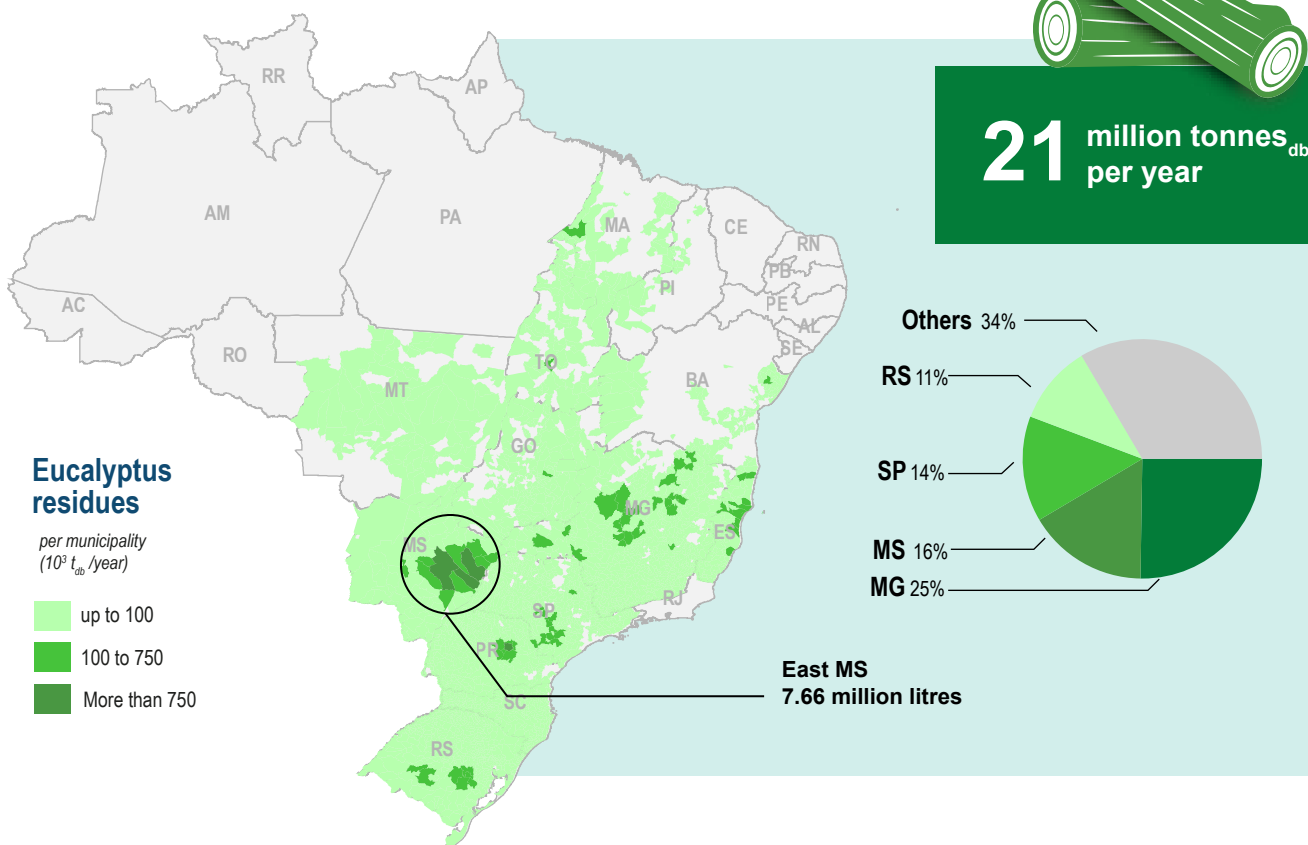 RR
AP
AM
PA
MA
CE
RN
PB
PI
PE
AC
AL
SE
RO
TO
BA
MT
GO
MG
ES
MS
RJ
SP
PR
SC
RS
21 million tonnes db
per year
Others 34%
RS 11%
SP 14%
MS 16%
MG 25%
Eucalyptus
residues
per municipality
(10³ t db /year)
up to 100
100 to 750
More than 750
East MS
7.66 million litres